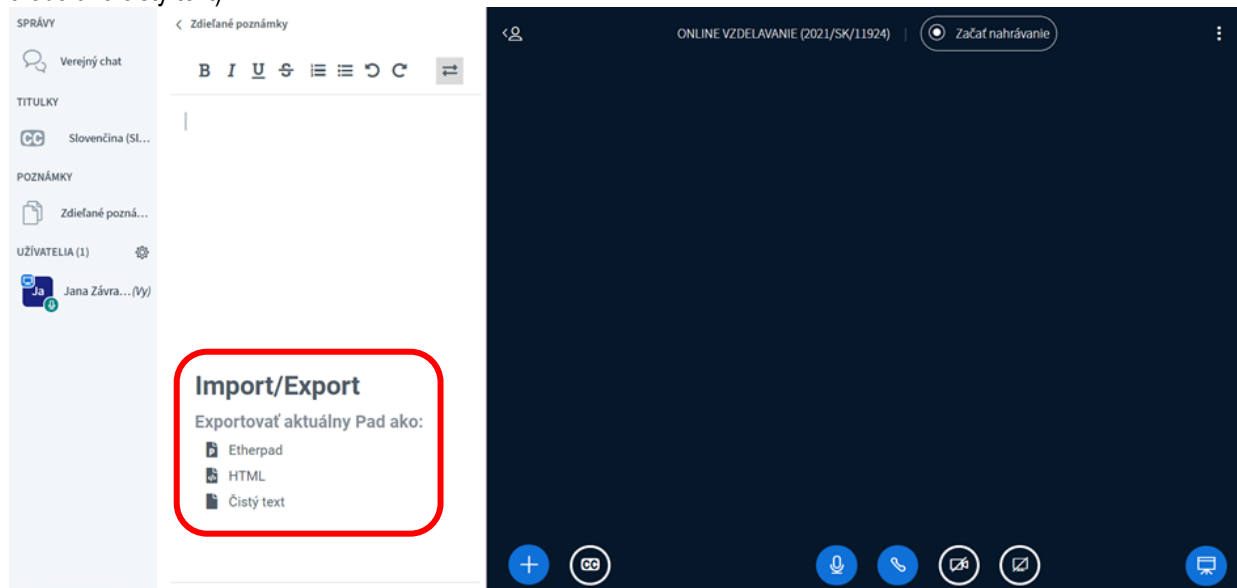 SPRÁVY
Verejný chat
TITULKY
Slovenčina (Sl...
POZNÁMKY
Zdieľané pozná...
UŽÍVATELIA (1)
Ja
Jana Závra... (Vy)
Zdieľané poznámky
B I U S
Import/Export
Exportovať aktuálny Pad ako:
Etherpad
HTML
Čistý text
ONLINE VZDELAVANIE (2021/SK/11924)
Začať nahrávanie